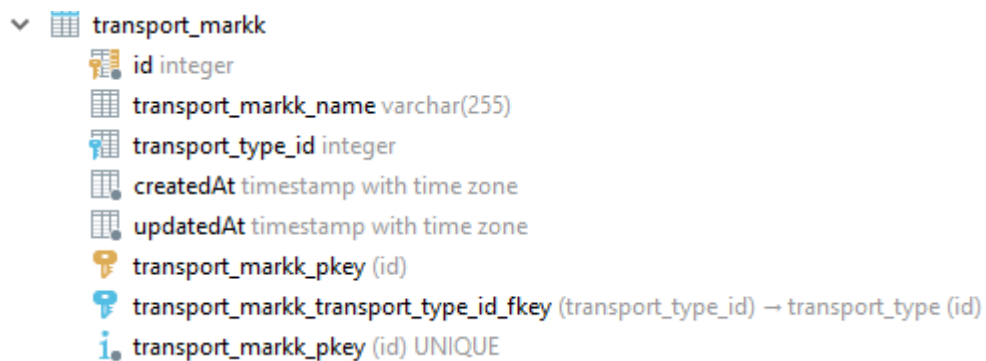 transport_markk
id integer
transport_markk_name varchar(255)
transport_type_id integer
createdAt timestamp with time zone
updatedAt timestamp with time zone
transport_markk_pkey (id)
transport_markk_transport_type_id_fkey (transport_type_id) → transport_type (id)
transport_markk_pkey (id) UNIQUE